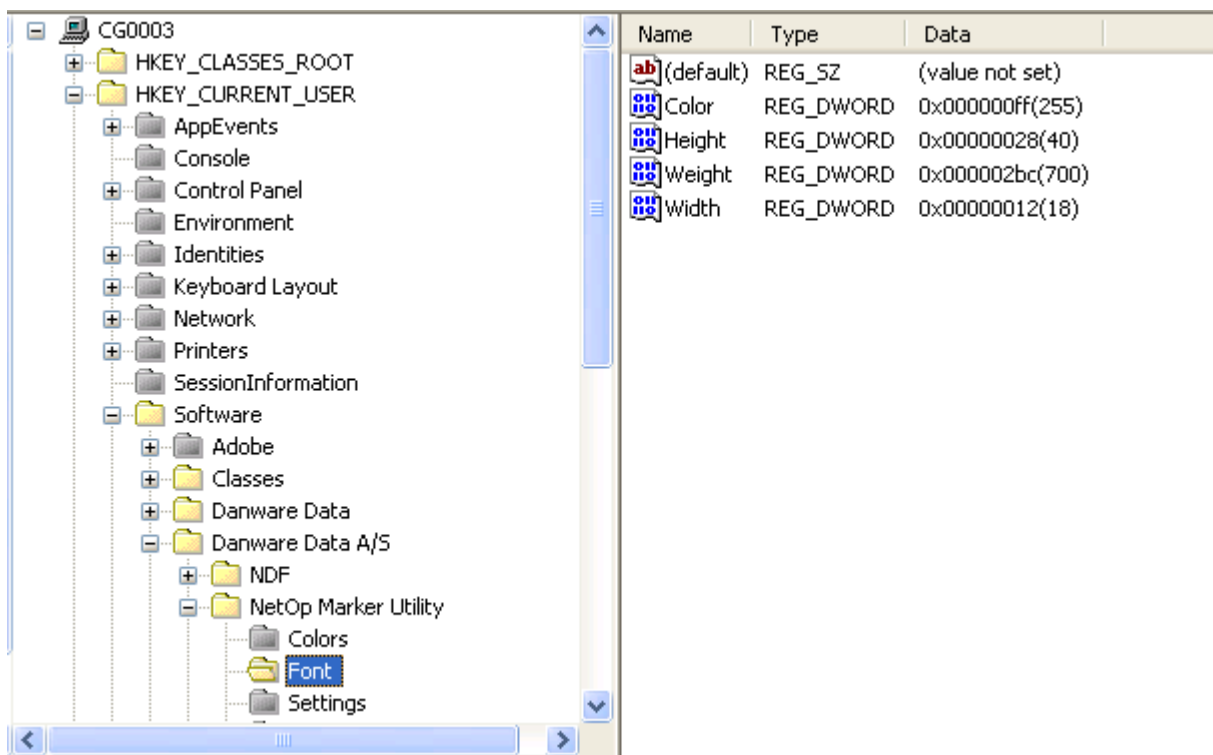 CG0003
HKEY_CLASSES_ROOT
HKEY_CURRENT_USER
AppEvents
Console
Control Panel
Environment
Identities
Keyboard Layout
Network
Printers
SessionInformation
Software
Adobe
Classes
Danware Data
Danware Data A/S
NDF
NetOp Marker Utility
Colors
Font
Settings
Name Type Data
(default) REG_SZ (value not set)
Color REG_DWORD 0x000000ff(255)
Height REG_DWORD 0x00000028(40)
Weight REG_DWORD 0x000002bc(700)
Width REG_DWORD 0x00000012(18)